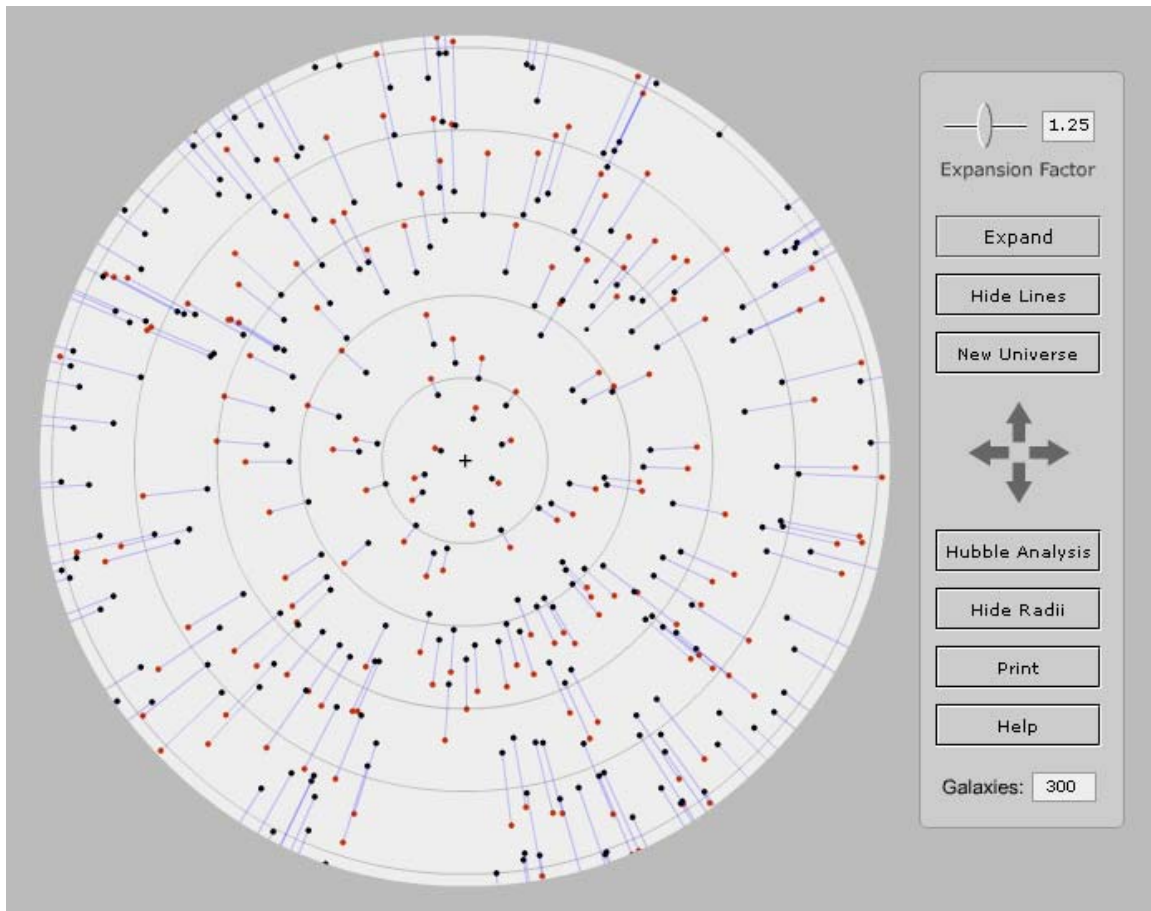 1.25
Expansion Factor
Expand
Hide Lines
New Universe
Hubble Analysis
Hide Radii
Print
Help
Galaxies: 300